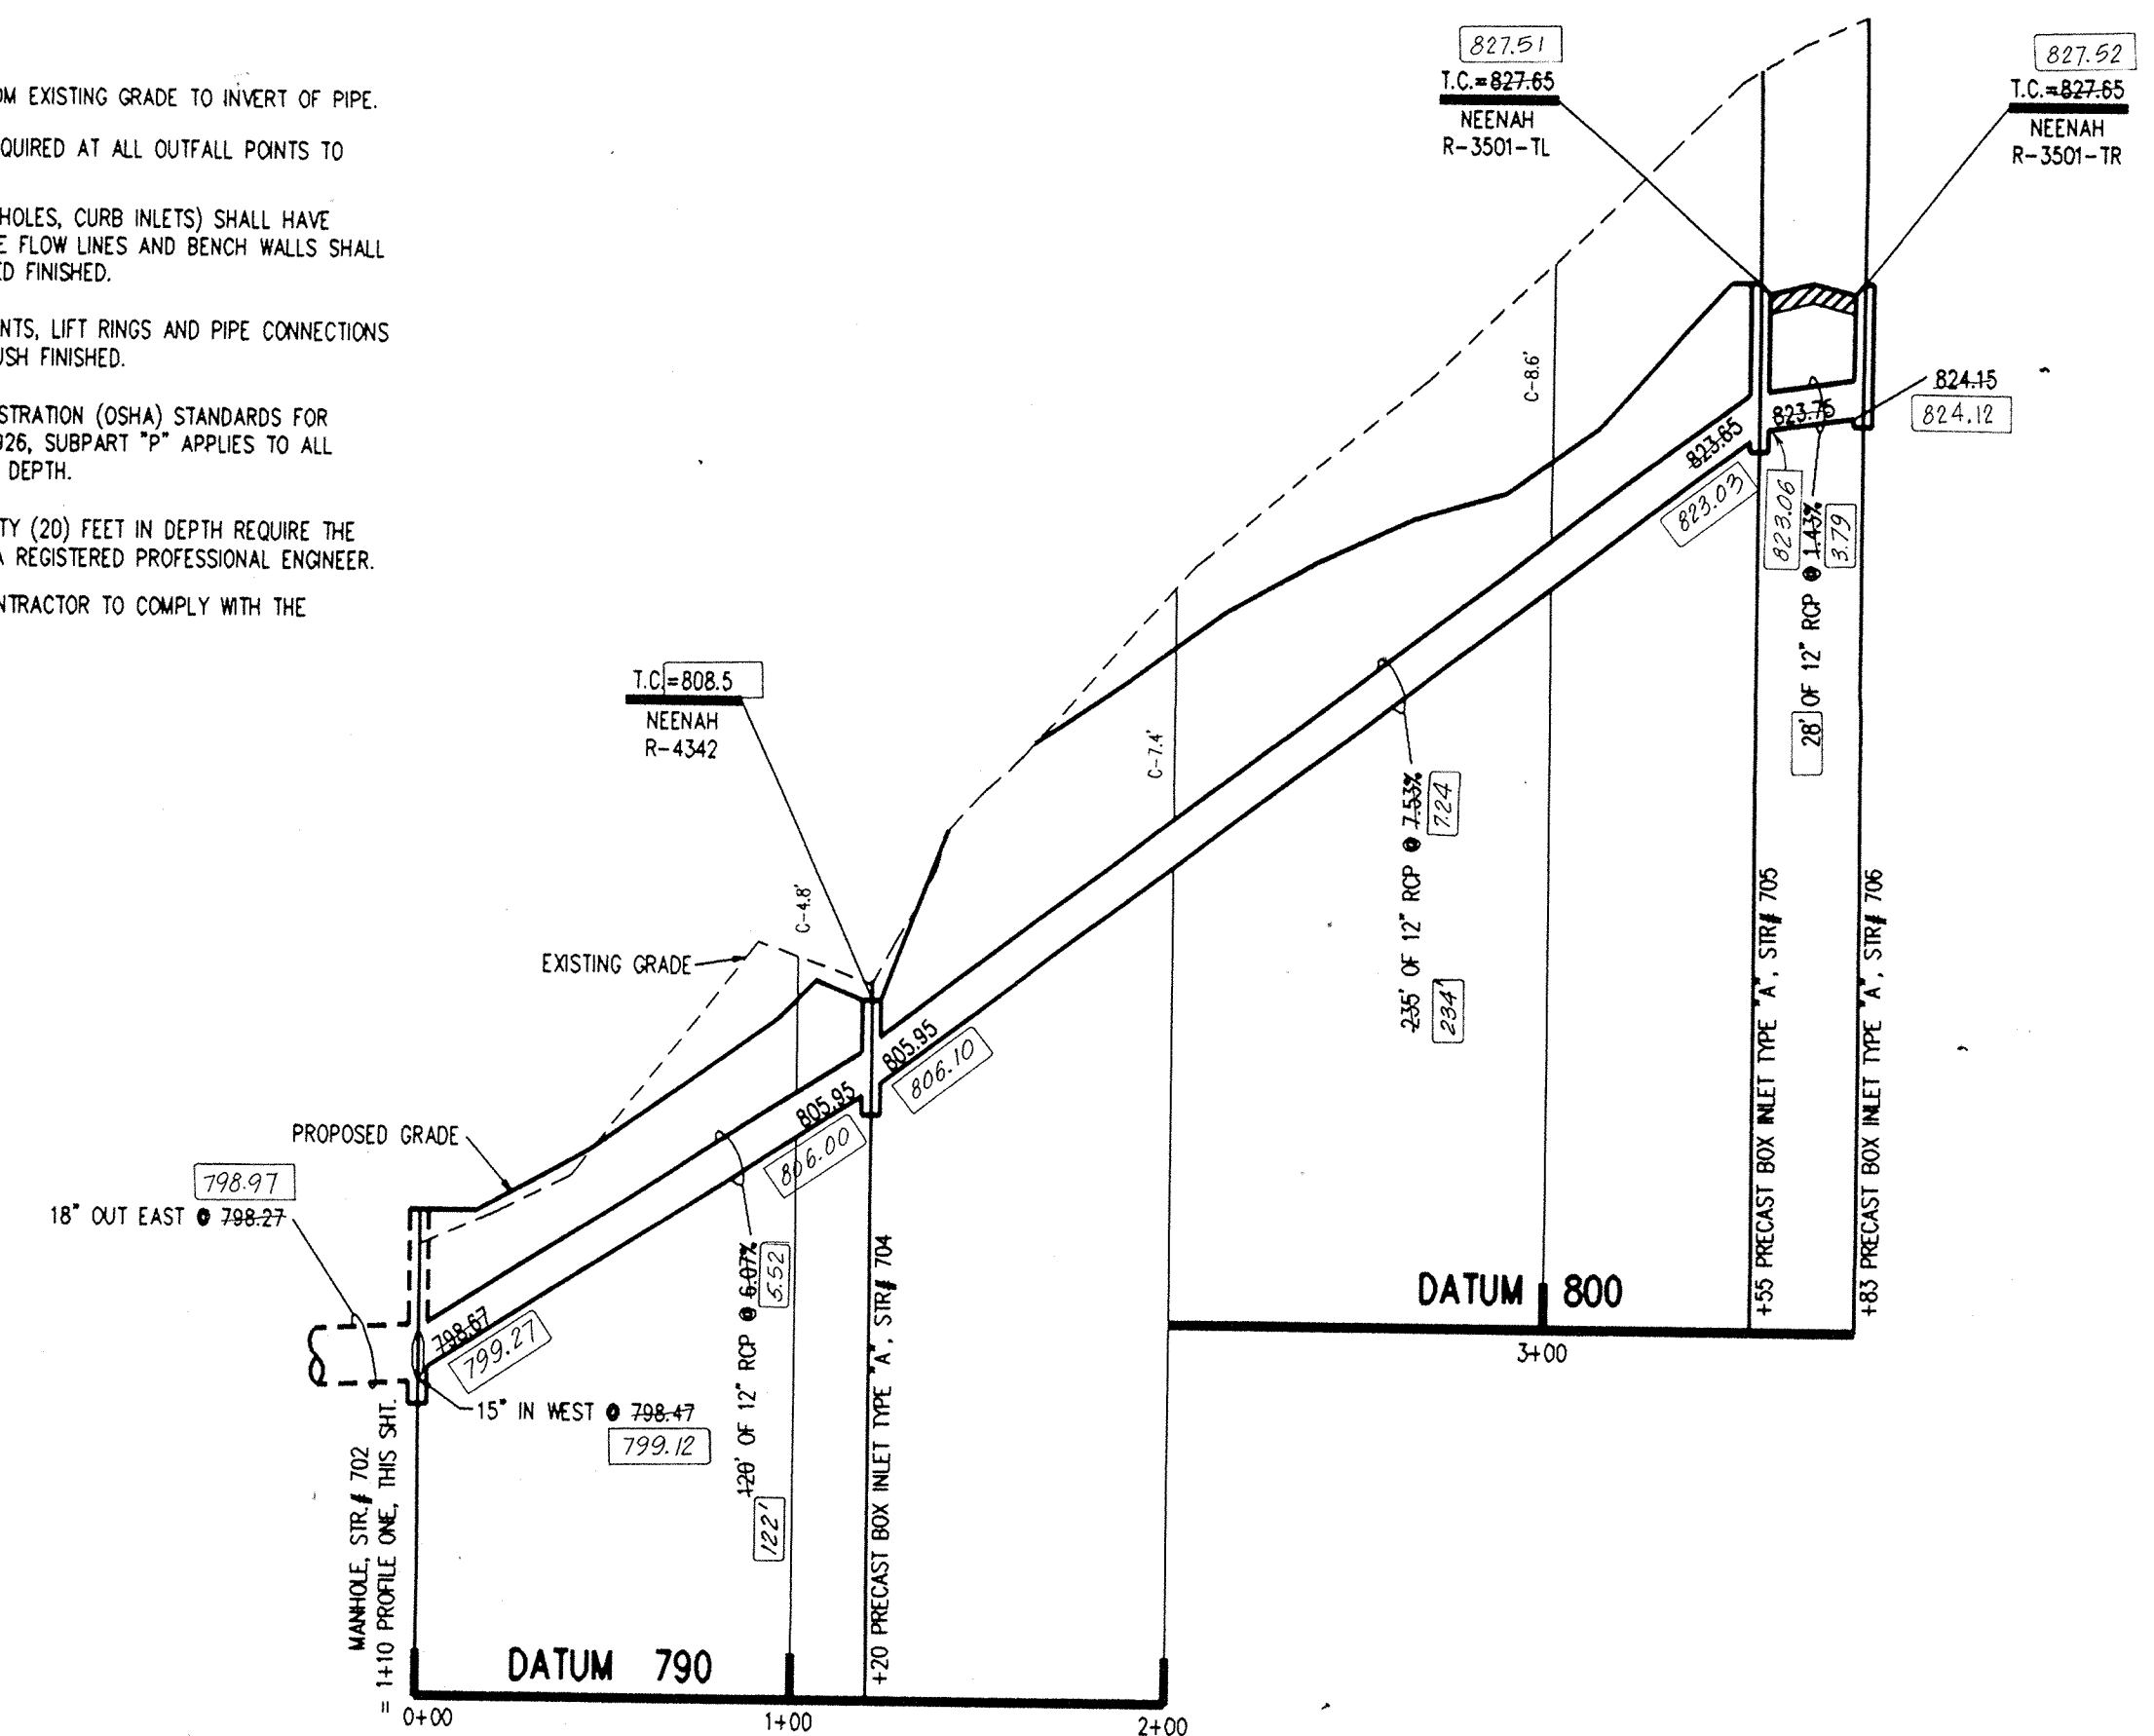 OM EXISTING GRADE TO INVERT OF PIPE.
QUIRED AT ALL OUTFALL POINTS TO
HOLES, CURB INLETS) SHALL HAVE
E FLOW LINES AND BENCH WALLS SHALL
ED FINISHED.
NTS, LIFT RINGS AND PIPE CONNECTIONS
USH FINISHED.
STRATION (OSHA) STANDARDS FOR
926, SUBPART "P" APPLIES TO ALL
DEPTH.
TY (20) FEET IN DEPTH REQUIRE THE
A REGISTERED PROFESSIONAL ENGINEER.
NTRACTOR TO COMPLY WITH THE
827.51
T.C.=827.65
NEENAH
R-3501-TL
827.52
T.C.=827.65
NEENAH
R-3501-TR
824.15
824.12
823.75
823.65
823.03
823.06
28' OF 12" RCP @ 1.43%
3.79
C-8.6'
C-7.4'
C-4.8'
T.C.=808.5
NEENAH
R-4342
235' OF 12" RCP @ 7.53%
7.24
234'
EXISTING GRADE
PROPOSED GRADE
805.95
806.10
805.95
806.00
798.97
18" OUT EAST @ 798.27
798.67
799.27
15" IN WEST @ 798.47
799.12
120' OF 12" RCP @ 6.07%
5.52
122'
MANHOLE, STR.# 702
= 1+10 PROFILE ONE, THIS SHT.
+20 PRECAST BOX INLET TYPE "A", STR# 704
+55 PRECAST BOX INLET TYPE "A", STR# 705
+83 PRECAST BOX INLET TYPE "A", STR# 706
DATUM 800
3+00
DATUM 790
0+00
1+00
2+00